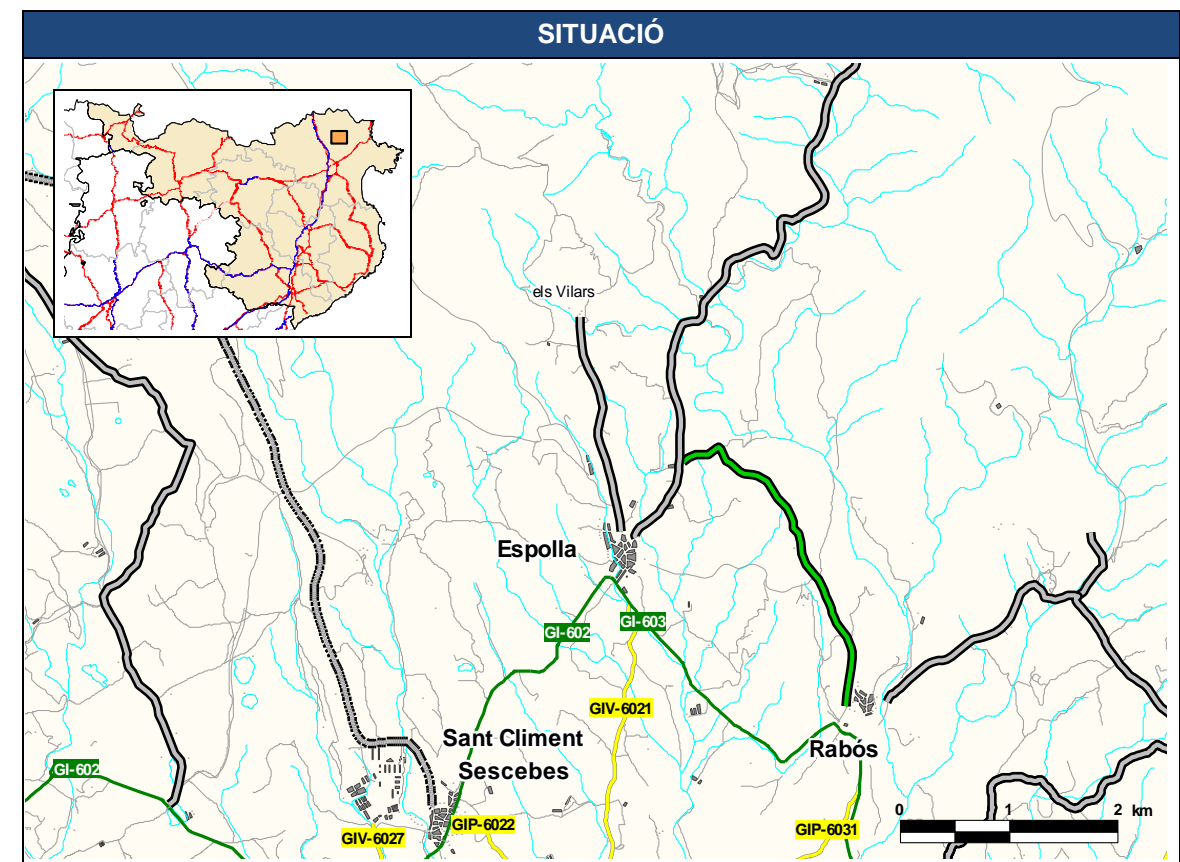 SITUACIÓ
els Vilars
Espolla
GI-602
GI-603
GIV-6021
Sant Climent
Sescebes
Rabós
GI-602
0 1 2 km
GIV-6027
GIP-6022
GIP-6031